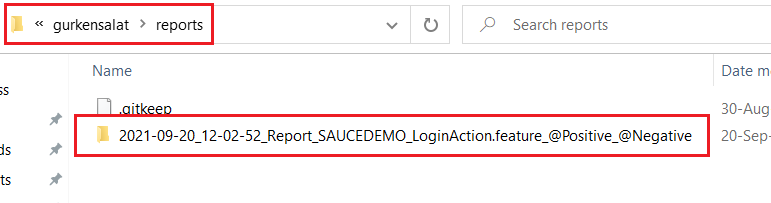 « gurkensalat > reports
Search reports
Name
Date mo
ss
.gitkeep
30-Aug
2021-09-20_12-02-52_Report_SAUCEDEMO_LoginAction.feature_@Positive_@Negative
20-Sep-
ds
ts